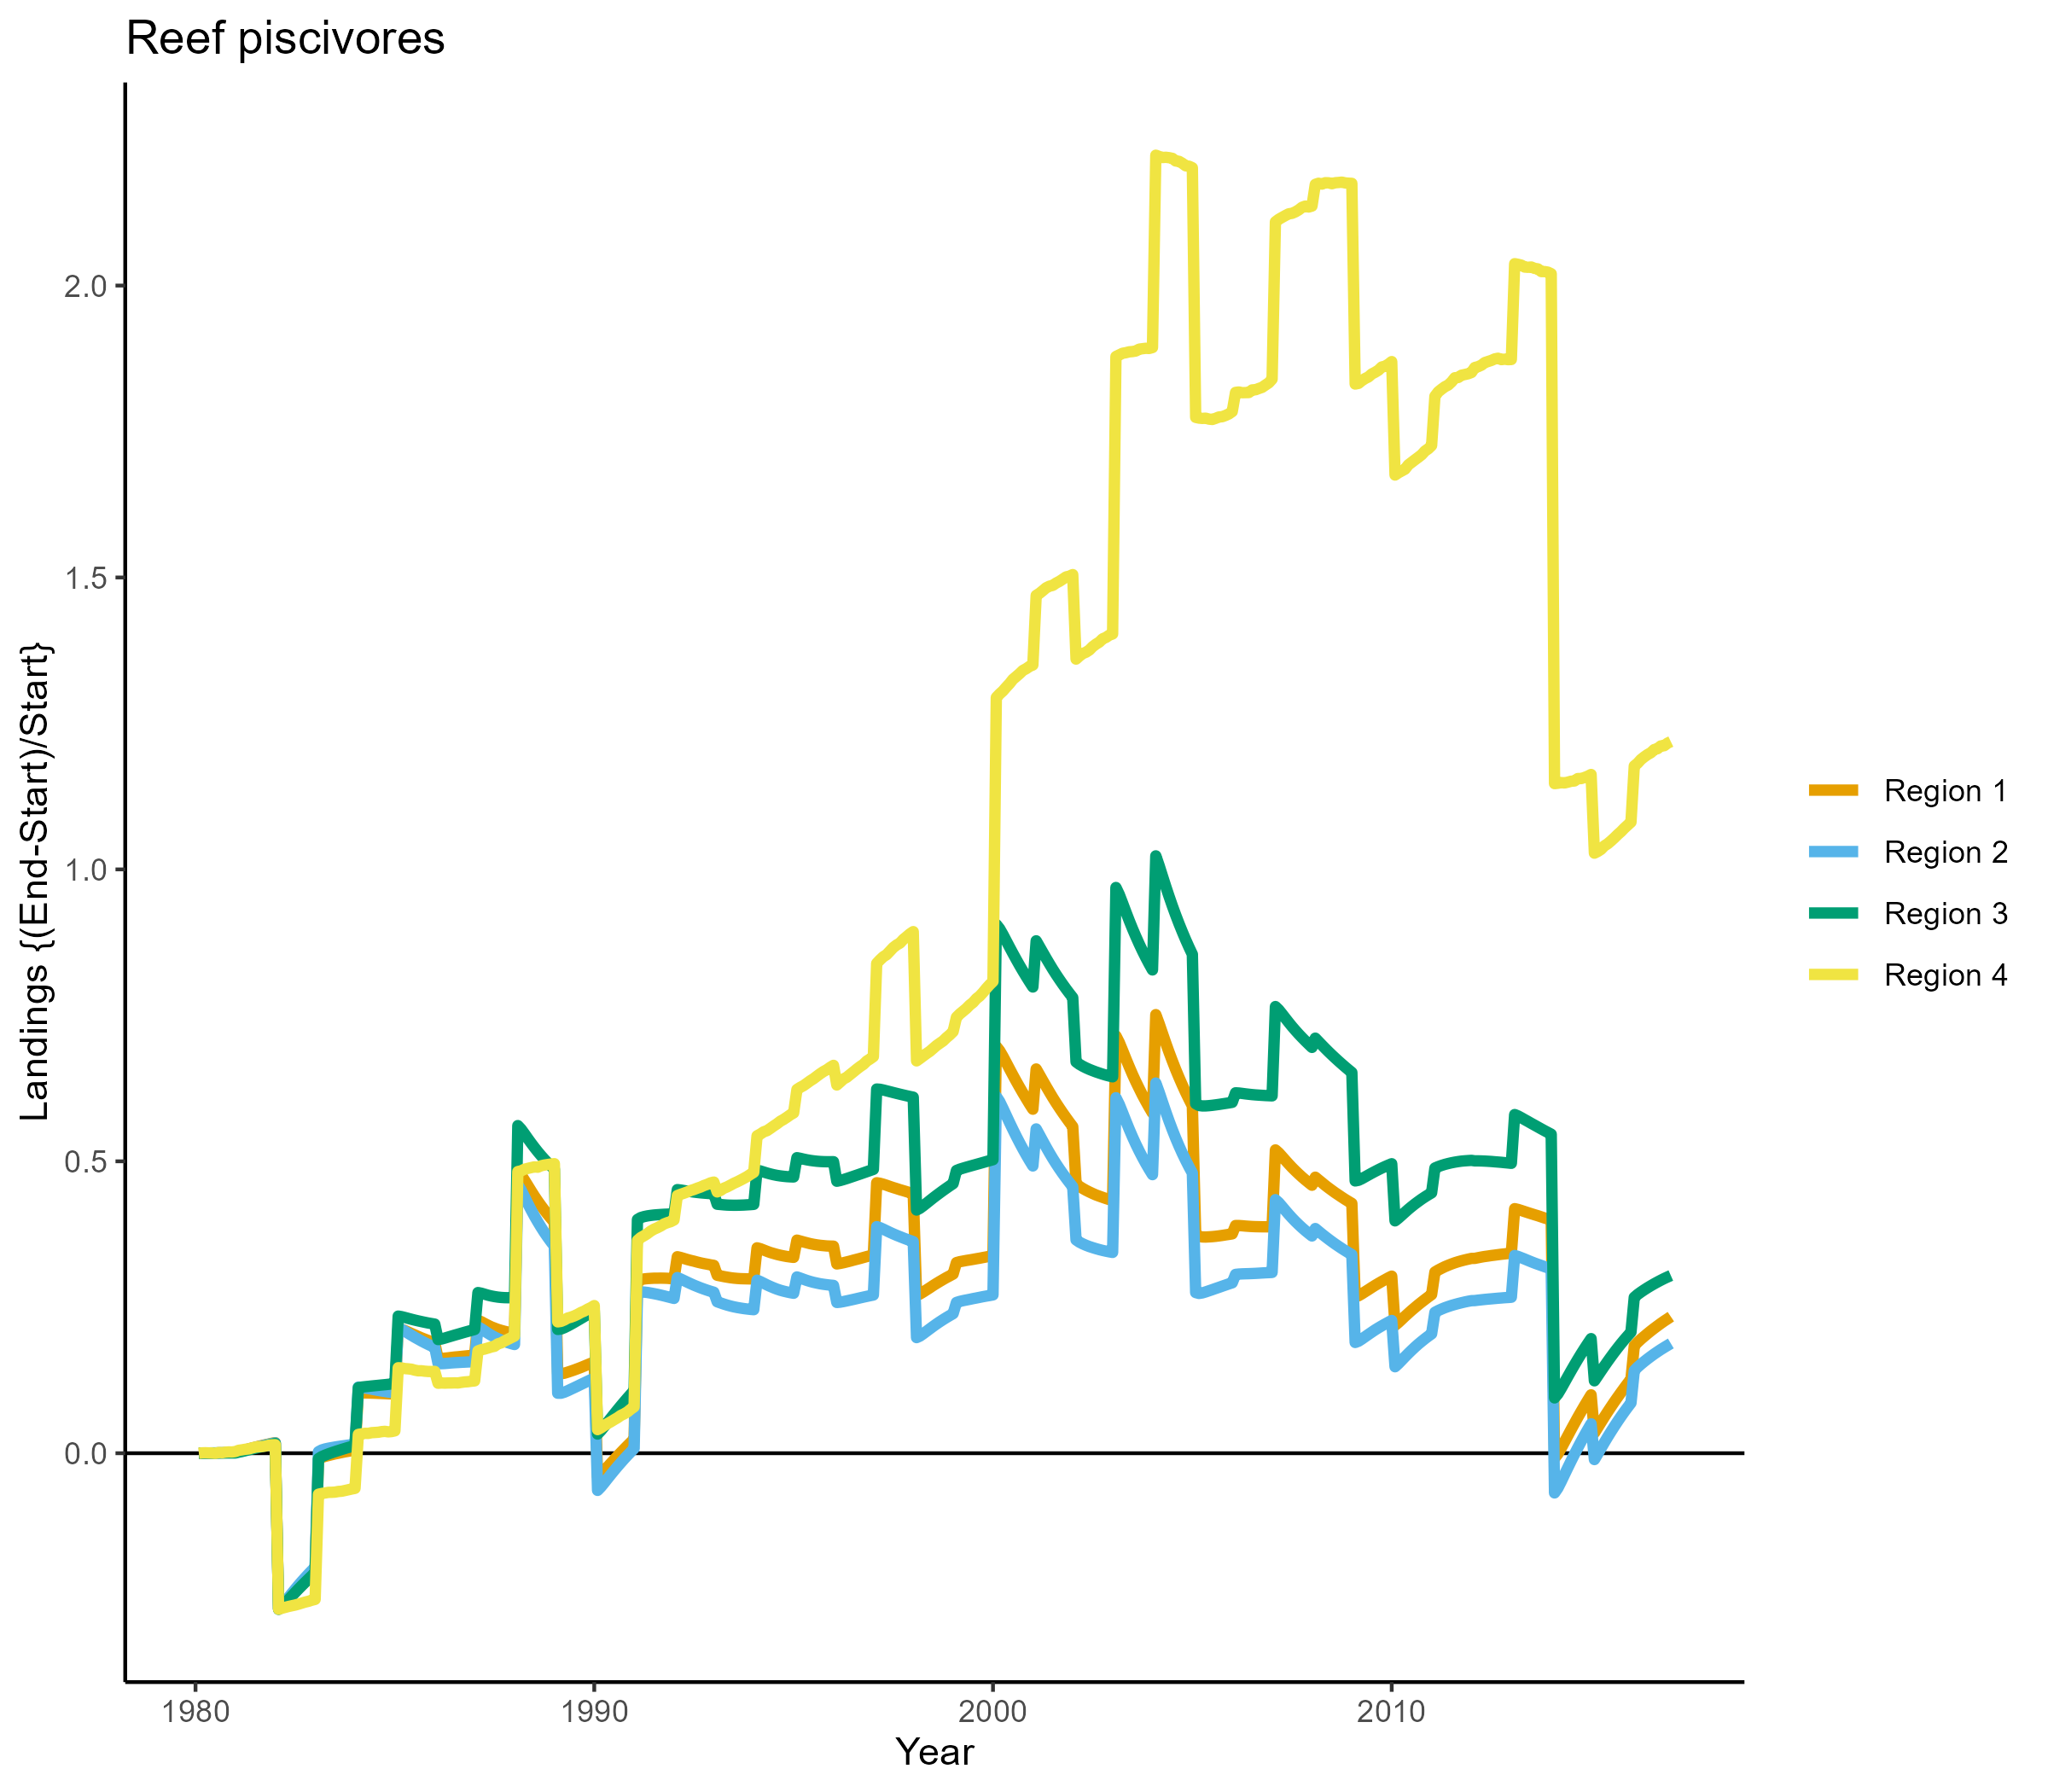 Reef piscivores
Landings {(End-Start)/Start}
2.0
1.5
1.0
0.5
0.0
1980
1990
2000
2010
Year
Region 1
Region 2
Region 3
Region 4